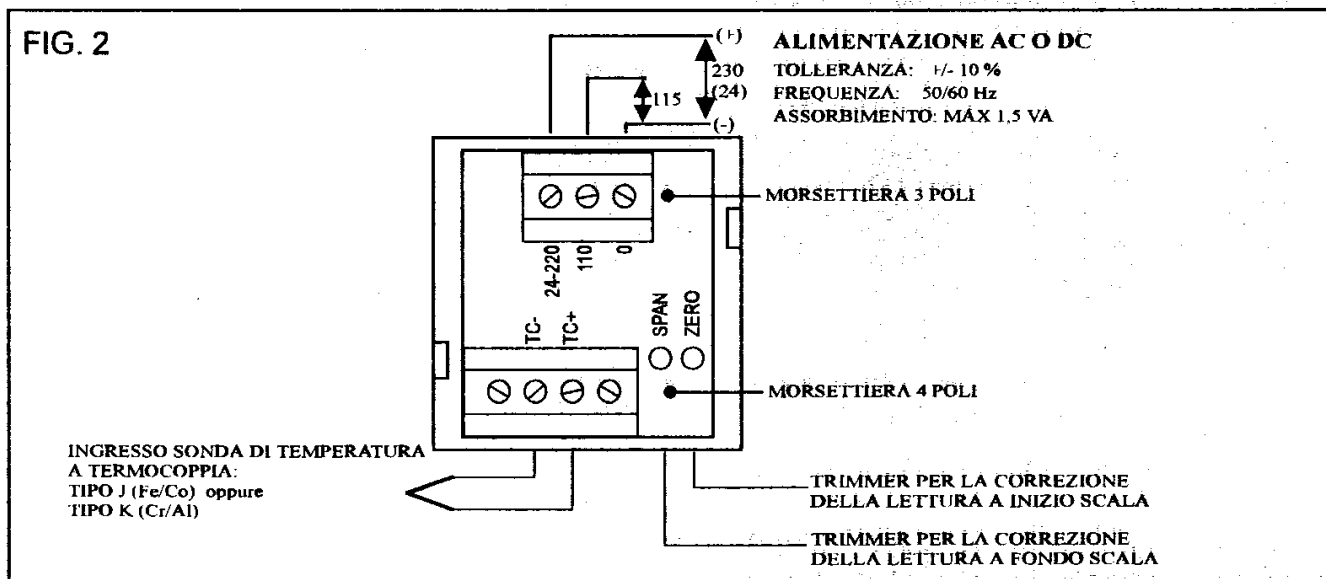 FIG. 2
(+)
230
(24)
115
(-)
ALIMENTAZIONE AC O DC
TOLLERANZA: +/- 10 %
FREQUENZA: 50/60 Hz
ASSORBIMENTO: MÁX 1,5 VA
MORSETTIERA 3 POLI
24-220
110
0
TC-
TC+
SPAN
ZERO
MORSETTIERA 4 POLI
INGRESSO SONDA DI TEMPERATURA
A TERMOCOPPIA:
TIPO J (Fe/Co) oppure
TIPO K (Cr/Al)
TRIMMER PER LA CORREZIONE
DELLA LETTURA A INIZIO SCALA
TRIMMER PER LA CORREZIONE
DELLA LETTURA A FONDO SCALA